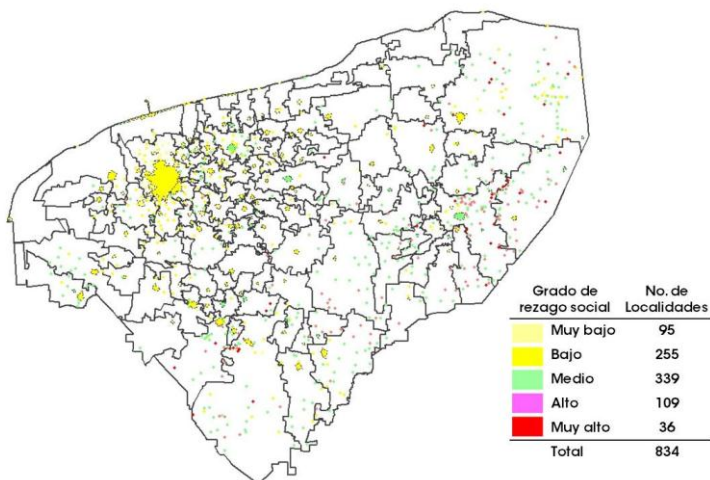 Grado de rezago social No. de Localidades
Muy bajo 95
Bajo 255
Medio 339
Alto 109
Muy alto 36
Total 834